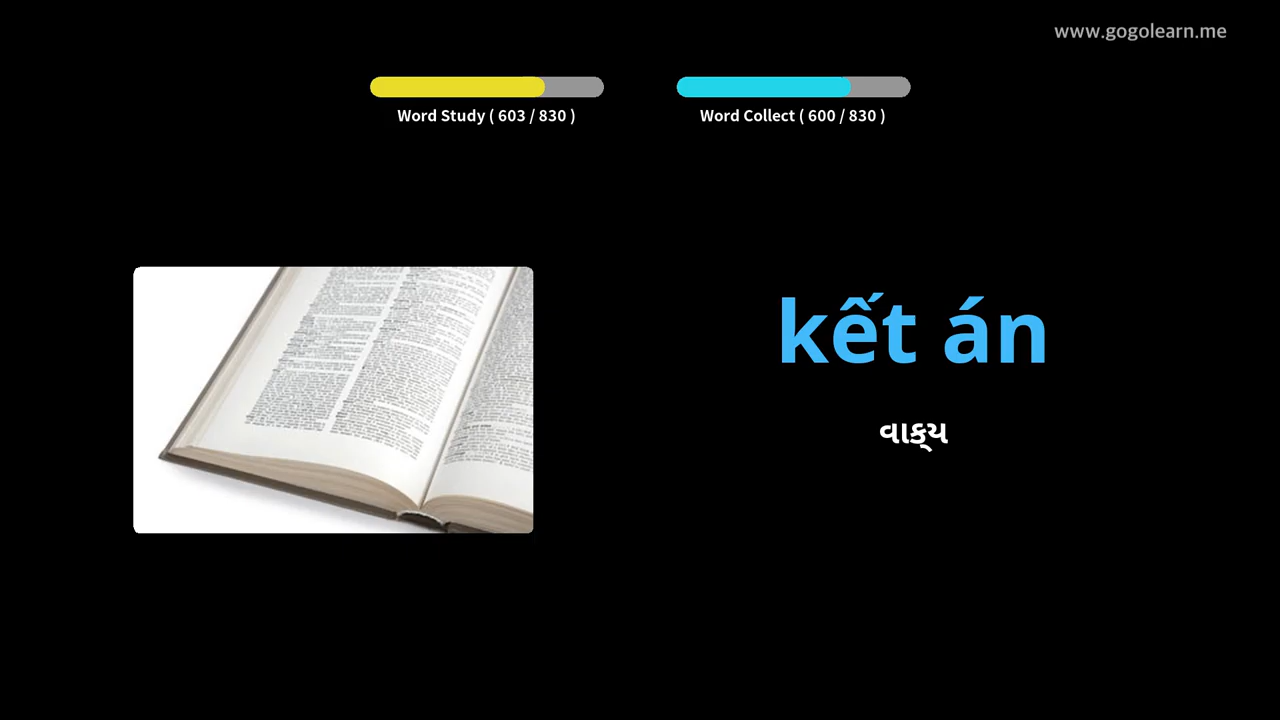 www.gogolearn.me
Word Study ( 603 / 830 )
Word Collect ( 600 / 830 )
kết án
વાક્ય